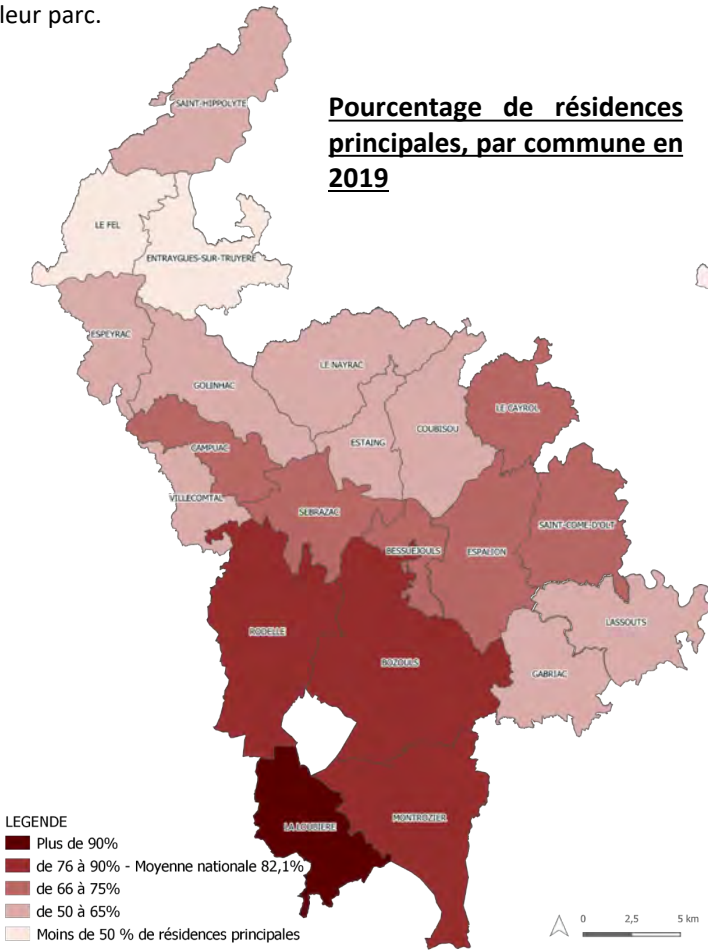 leur parc.
Pourcentage de résidences
principales, par commune en
2019
SAINT-HIPPOLYTE
LE FEL
ENTRAYGUES-SUR-TRUYERE
ESPEYRAC
LE NAYRAC
GOLINHAC
LE CAYROL
COUBISOU
ESTAING
CAMPUAC
VILLECOMTAL
SEBRAZAC
SAINT-COME-D'OLT
BESSUEJOULS
ESPALION
LASSOUTS
RODELLE
BOZOULS
GABRIAC
MONTROZIER
LA LOUBIERE
LEGENDE
Plus de 90%
de 76 à 90% - Moyenne nationale 82,1%
de 66 à 75%
de 50 à 65%
Moins de 50 % de résidences principales
0 2,5 5 km